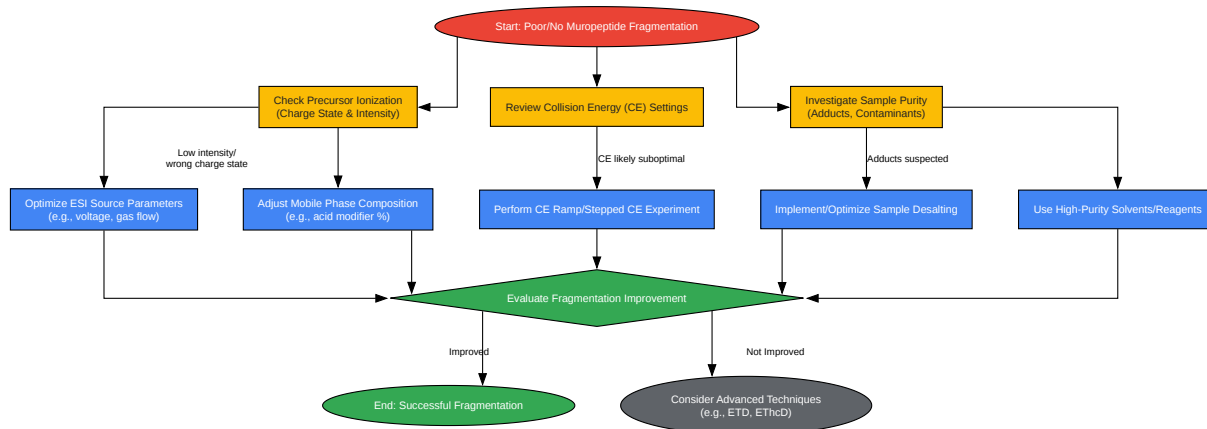 Start: Poor/No Muropeptide Fragmentation
Check Precursor Ionization
(Charge State & Intensity)
Review Collision Energy (CE) Settings
Investigate Sample Purity
(Adducts, Contaminants)
Low intensity/
wrong charge state
CE likely suboptimal
Adducts suspected
Optimize ESI Source Parameters
(e.g., voltage, gas flow)
Adjust Mobile Phase Composition
(e.g., acid modifier %)
Perform CE Ramp/Stepped CE Experiment
Implement/Optimize Sample Desalting
Use High-Purity Solvents/Reagents
Evaluate Fragmentation Improvement
Improved
Not Improved
End: Successful Fragmentation
Consider Advanced Techniques
(e.g., ETD, EThcD)